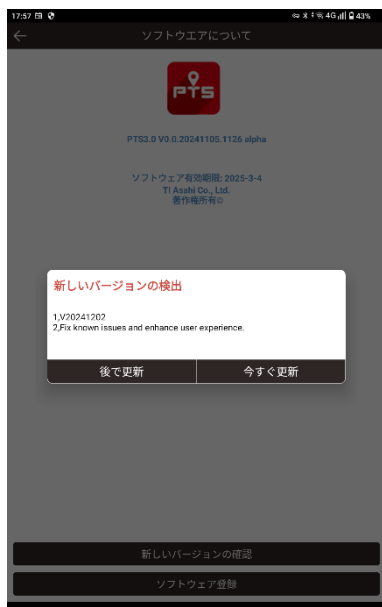 17:57 4G 43%
ソフトウエアについて
PTS
PTS3.0 V0.0.20241105.1126 alpha
ソフトウェア有効期限: 2025-3-4
TI Asahi Co., Ltd.
著作権所有©
新しいバージョンの検出
1,V20241202
2,Fix known issues and enhance user experience.
後で更新 今すぐ更新
新しいバージョンの確認
ソフトウェア登録